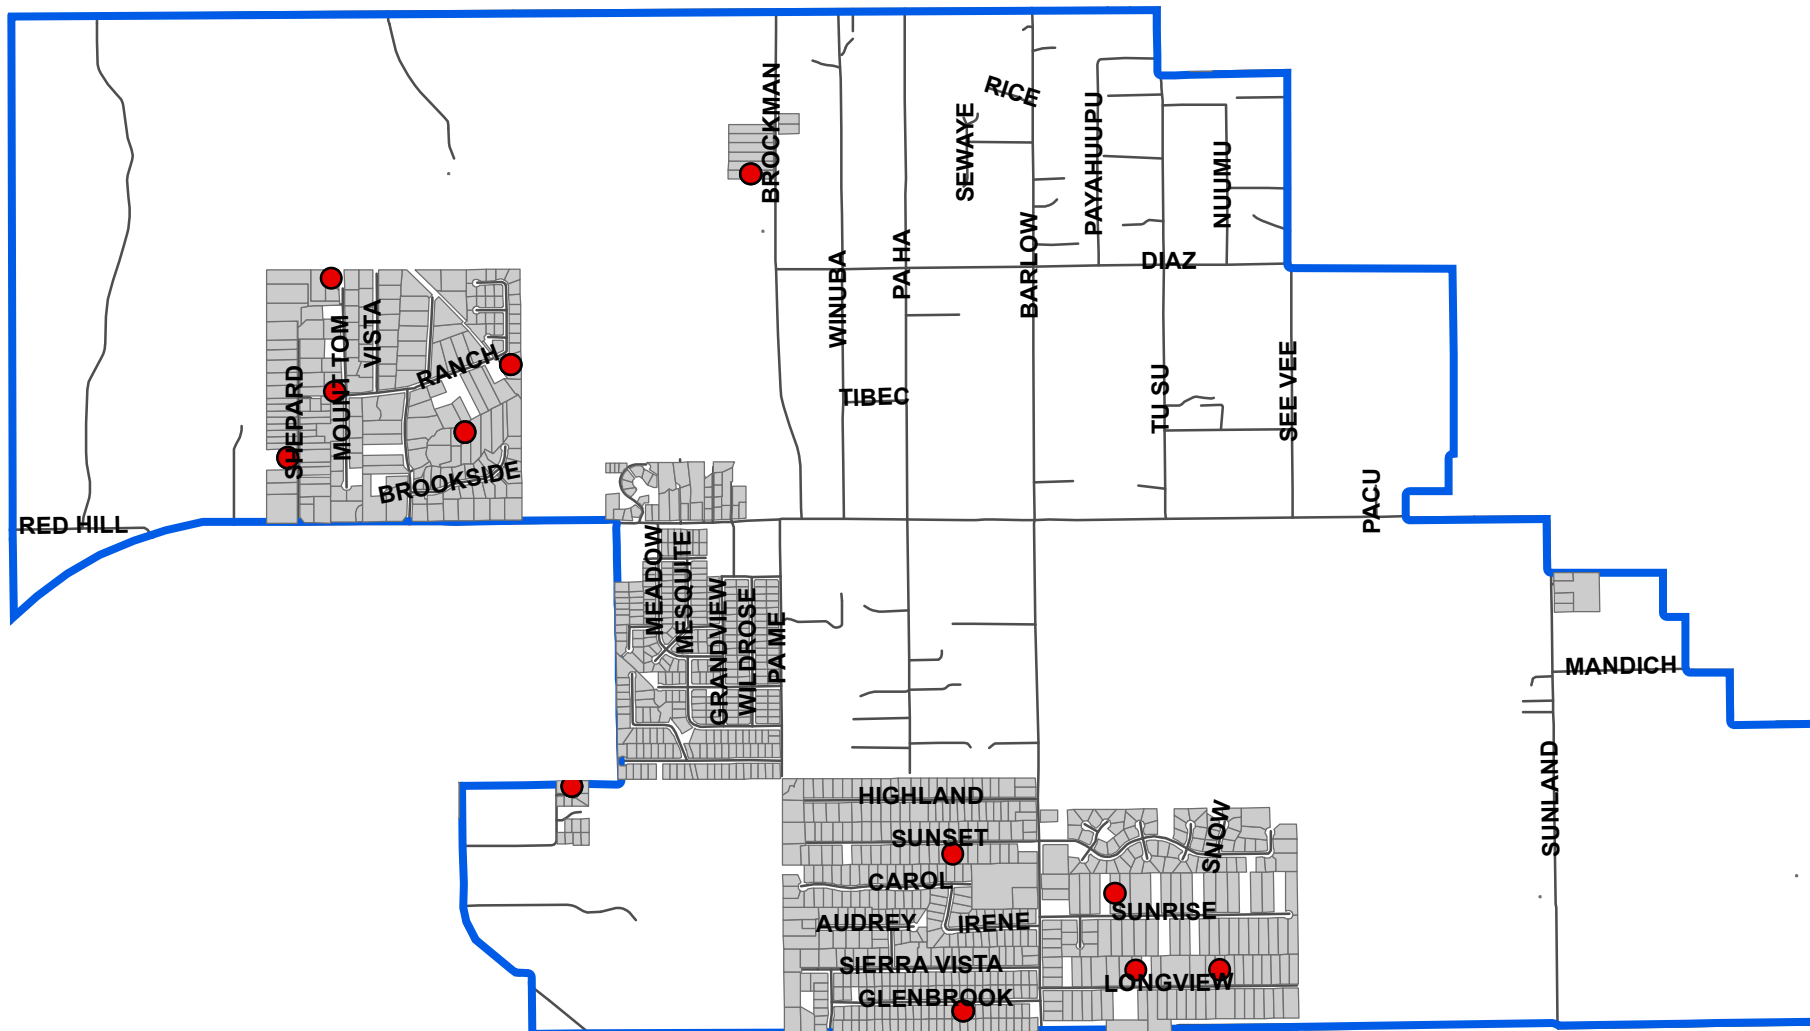 BROCKMAN
RICE
SEWAYE
PAYAHUUPU
NUUMU
WINUBA
PA HA
BARLOW
DIAZ
VISTA
MOUNT TOM
RANCH
SHEPARD
BROOKSIDE
TIBEC
TU SU
SEE VEE
PACU
RED HILL
MEADOW
MESQUITE
GRANDVIEW
WILDROSE
PA ME
MANDICH
SUNLAND
HIGHLAND
SUNSET
SNOW
CAROL
AUDREY
IRENE
SUNRISE
SIERRA VISTA
LONGVIEW
GLENBROOK